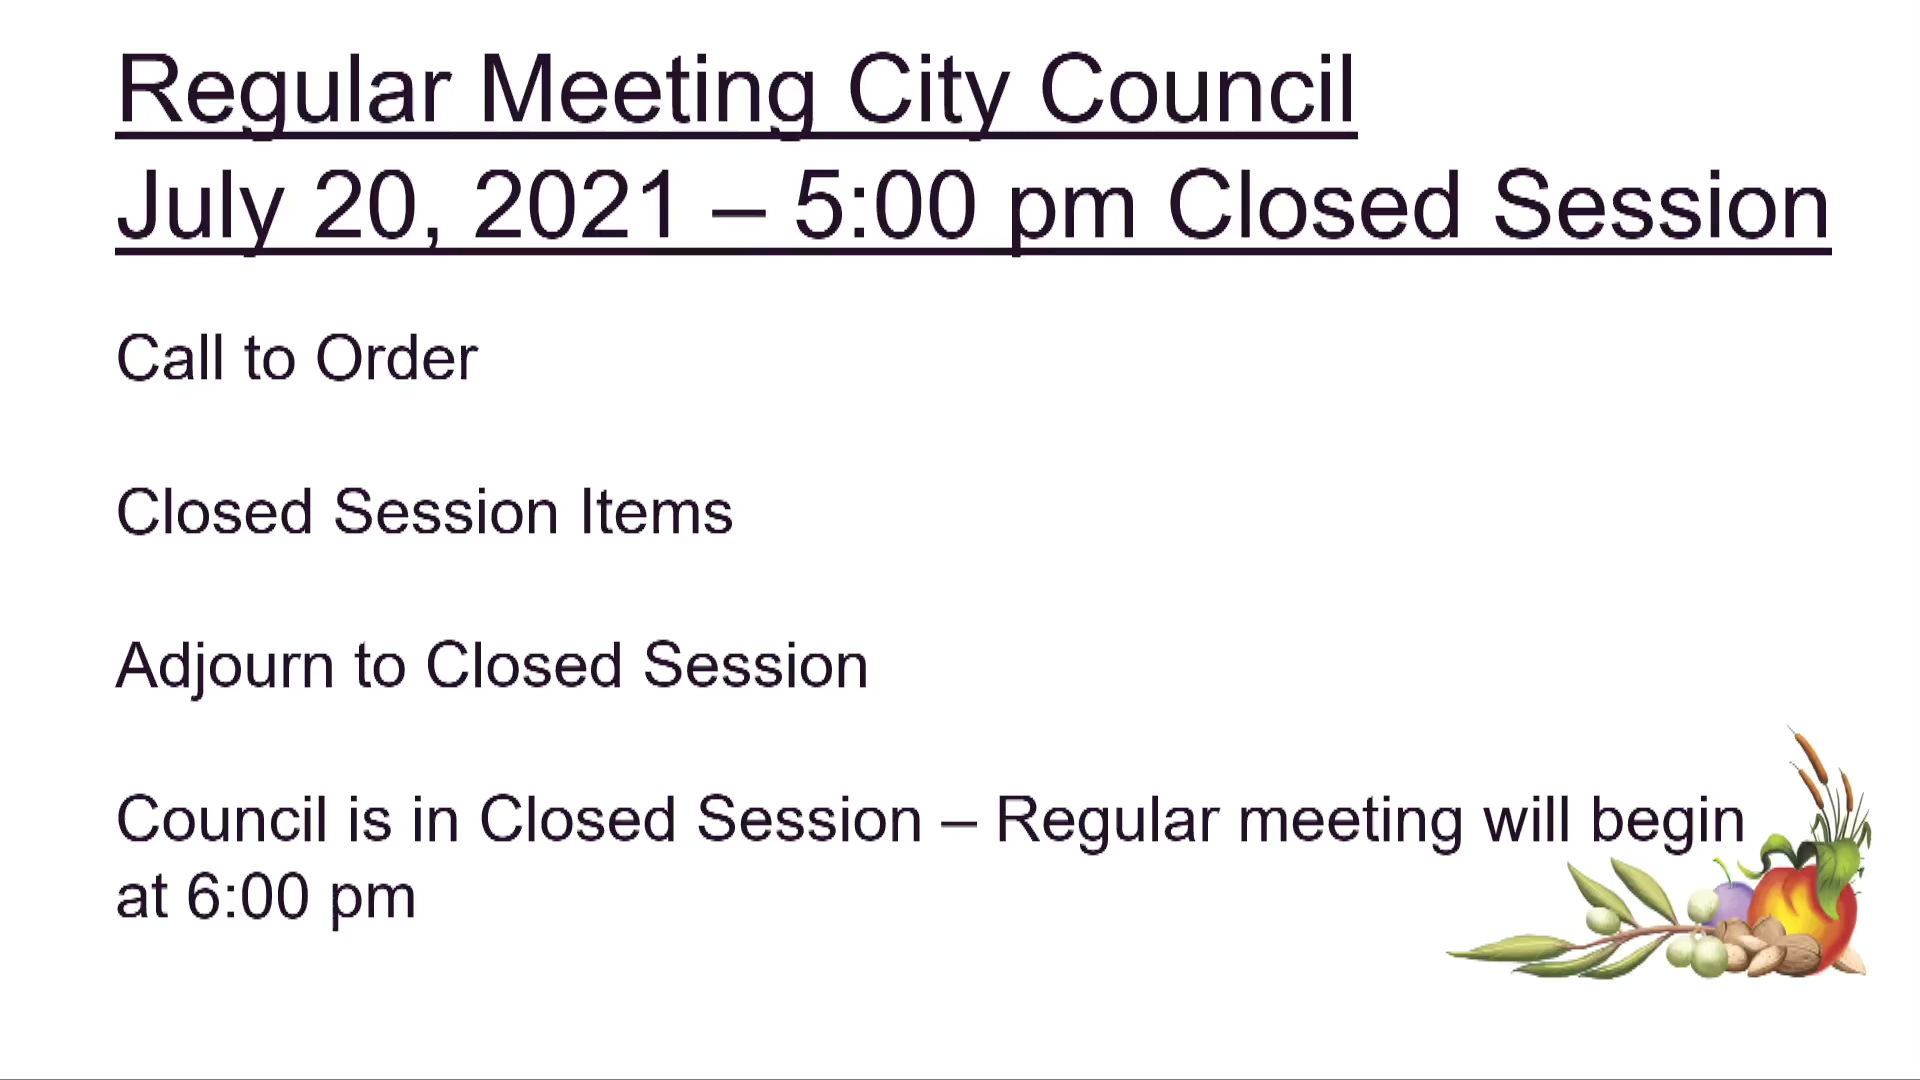 Regular Meeting City Council
July 20, 2021 – 5:00 pm Closed Session
Call to Order
Closed Session Items
Adjourn to Closed Session
Council is in Closed Session – Regular meeting will begin
at 6:00 pm